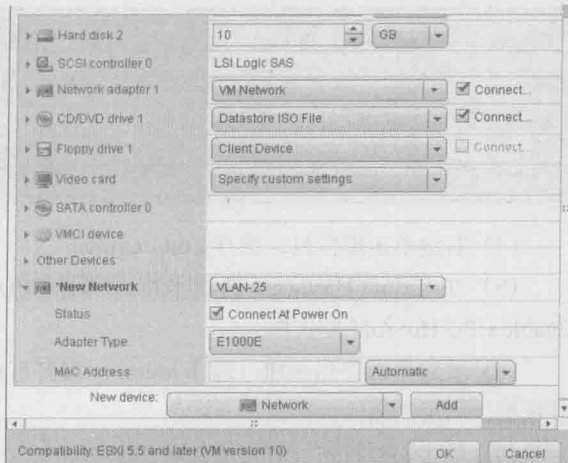 Hard disk 2 10 GB
SCSI controller 0 LSI Logic SAS
Network adapter 1 VM Network Connect..
CD/DVD drive 1 Datastore ISO File Connect..
Floppy drive 1 Client Device Connect..
Video card Specify custom settings
SATA controller 0
VMCI device
Other Devices
*New Network VLAN-25
Status Connect At Power On
Adapter Type E1000E
MAC Address Automatic
New device: Network Add
Compatibility: ESXi 5.5 and later (VM version 10) OK Cancel